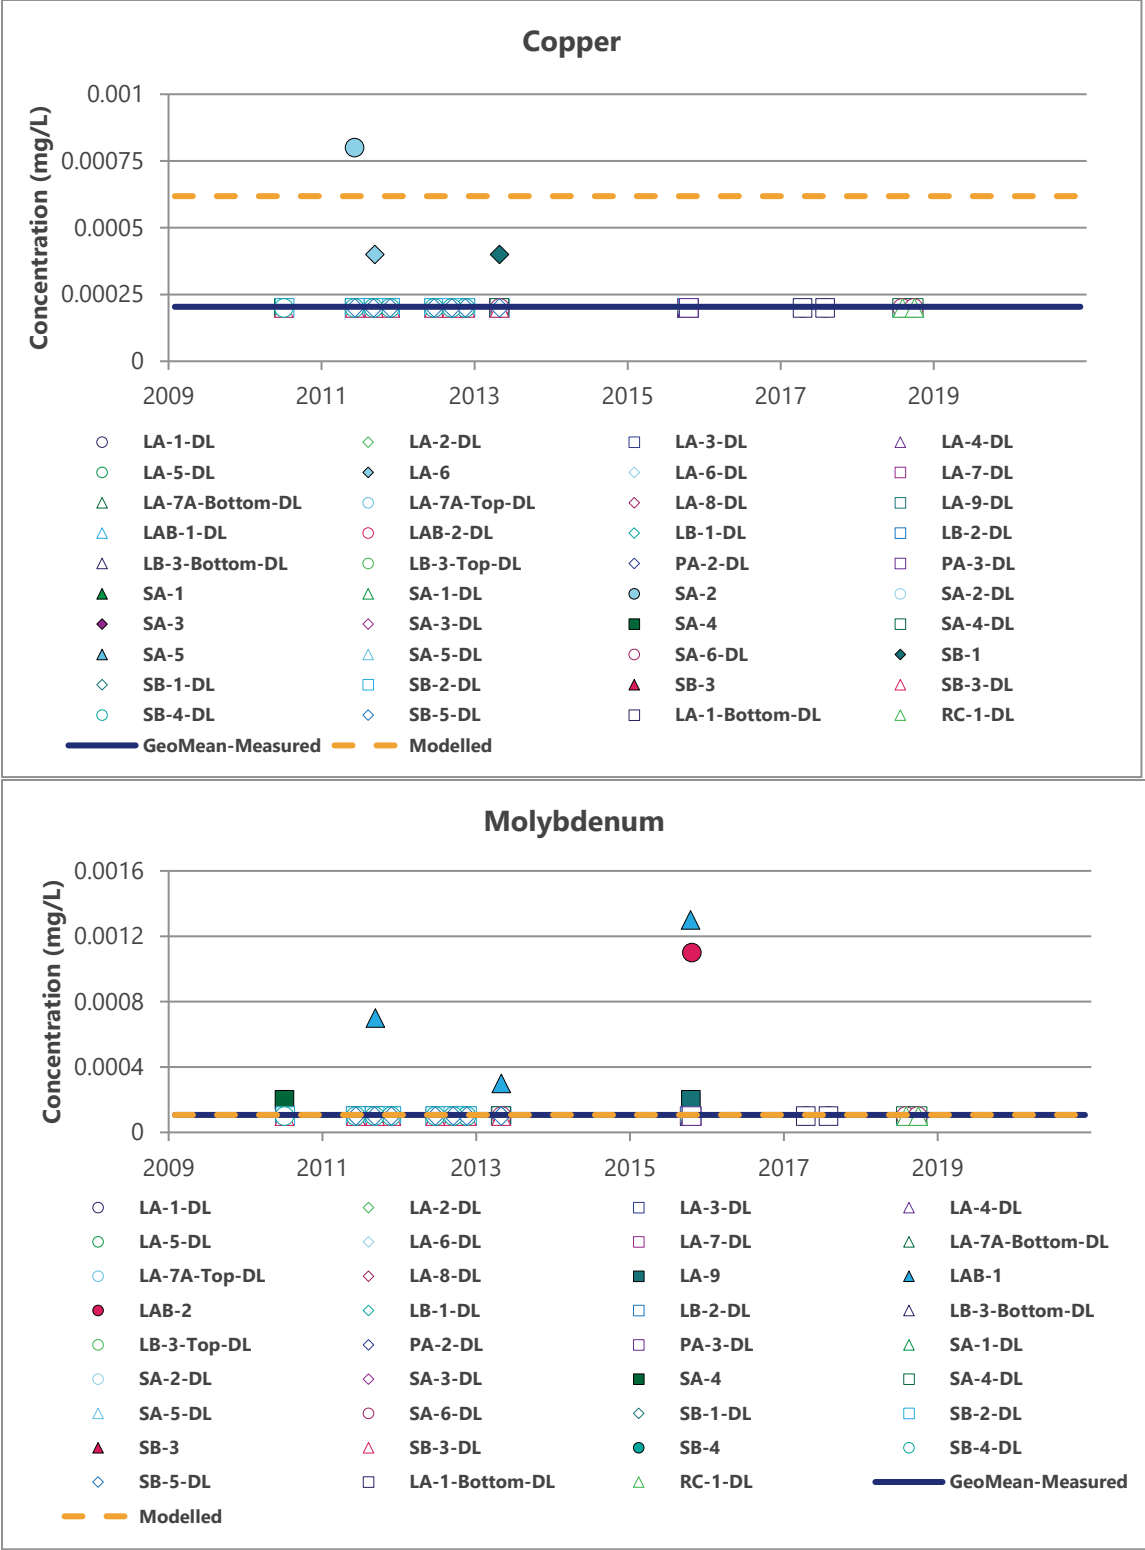 Copper
Concentration (mg/L)
0.001
0.00075
0.0005
0.00025
0
2009 2011 2013 2015 2017 2019
LA-1-DL LA-2-DL LA-3-DL LA-4-DL
LA-5-DL LA-6 LA-6-DL LA-7-DL
LA-7A-Bottom-DL LA-7A-Top-DL LA-8-DL LA-9-DL
LAB-1-DL LAB-2-DL LB-1-DL LB-2-DL
LB-3-Bottom-DL LB-3-Top-DL PA-2-DL PA-3-DL
SA-1 SA-1-DL SA-2 SA-2-DL
SA-3 SA-3-DL SA-4 SA-4-DL
SA-5 SA-5-DL SA-6-DL SB-1
SB-1-DL SB-2-DL SB-3 SB-3-DL
SB-4-DL SB-5-DL LA-1-Bottom-DL RC-1-DL
GeoMean-Measured Modelled
Molybdenum
Concentration (mg/L)
0.0016
0.0012
0.0008
0.0004
0
2009 2011 2013 2015 2017 2019
LA-1-DL LA-2-DL LA-3-DL LA-4-DL
LA-5-DL LA-6-DL LA-7-DL LA-7A-Bottom-DL
LA-7A-Top-DL LA-8-DL LA-9 LAB-1
LAB-2 LB-1-DL LB-2-DL LB-3-Bottom-DL
LB-3-Top-DL PA-2-DL PA-3-DL SA-1-DL
SA-2-DL SA-3-DL SA-4 SA-4-DL
SA-5-DL SA-6-DL SB-1-DL SB-2-DL
SB-3 SB-3-DL SB-4 SB-4-DL
SB-5-DL LA-1-Bottom-DL RC-1-DL GeoMean-Measured
Modelled